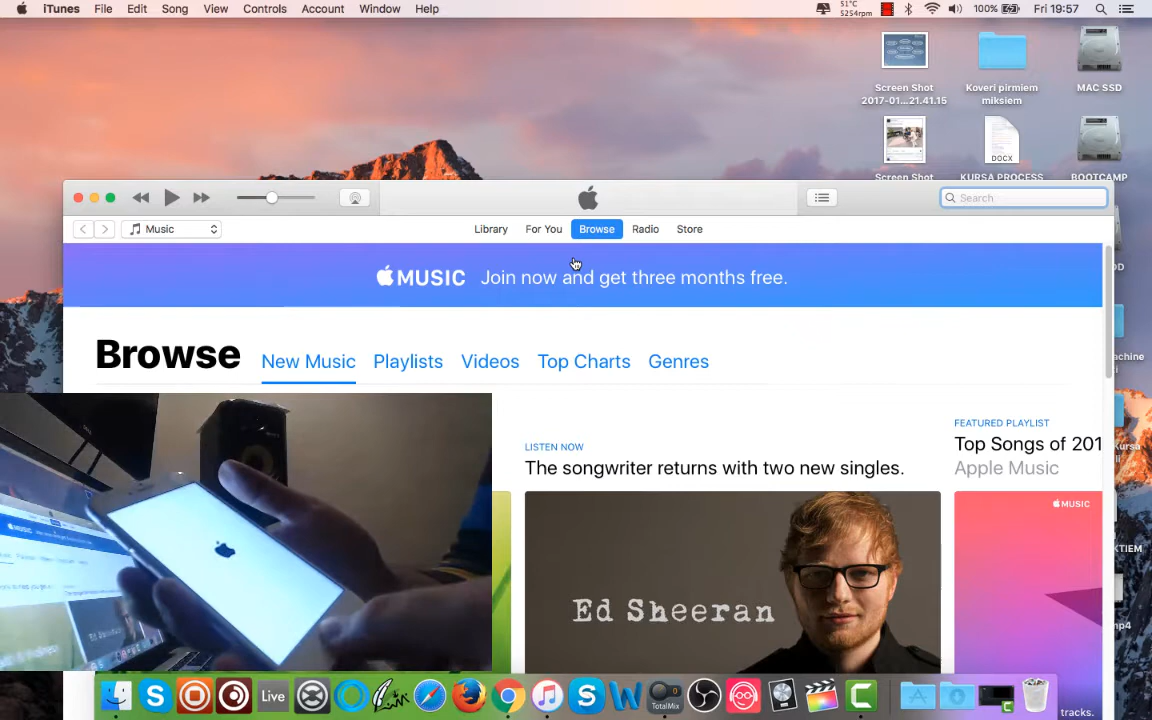 iTunes File Edit Song View Controls Account Window Help
51°C
5254rpm
100%
Fri 19:57
Screen Shot
2017-01...21.41.15
Koveri pirmiem
miksiem
MAC SSD
DOCX
Screen Shot
KURSA PROCESS
BOOTCAMP
Search
Music
Library For You Browse Radio Store
MUSIC Join now and get three months free.
Browse New Music Playlists Videos Top Charts Genres
LISTEN NOW
The songwriter returns with two new singles.
FEATURED PLAYLIST
Top Songs of 201
Apple Music
MUSIC
Ed Sheeran
Live
TotalMix
tracks.